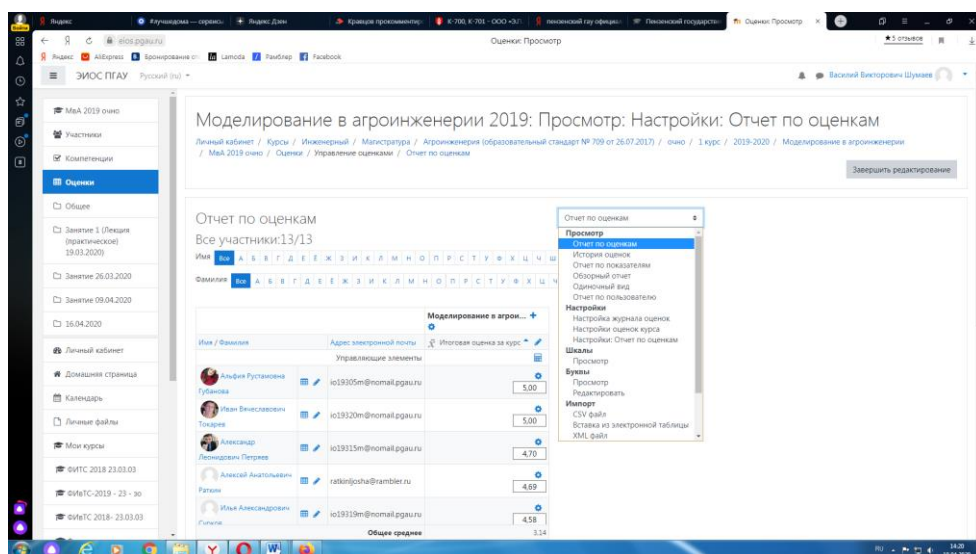 Яндекс
#лучшедома — сервисы
Яндекс Дзен
Кравцов прокомментир
К-700, К-701 - ООО «Э
пензенский гау официа
Пензенский государстве
Оценки: Просмотр
eios.pgau.ru
Оценки: Просмотр
★ 5 отзывов
Яндекс
AliExpress
Бронирование от
Lamoda
Рамблер
Facebook
ЭИОС ПГАУ
Русский (ru)
Василий Викторович Шумаев
МвА 2019 очно
Участники
Компетенции
Оценки
Общее
Занятие 1 (Лекция
(практическое)
19.03.2020)
Занятие 26.03.2020
Занятие 09.04.2020
16.04.2020
Личный кабинет
Домашняя страница
Календарь
Личные файлы
Мои курсы
ФИТС 2018 23.03.03
ФИвТС-2019 - 23 - зо
ФИвТС 2018- 23.03.03
Моделирование в агроинженерии 2019: Просмотр: Настройки: Отчет по оценкам
Личный кабинет / Курсы / Инженерный / Магистратура / Агроинженерия (образовательный стандарт № 709 от 26.07.2017) / очно / 1 курс / 2019-2020 / Моделирование в агроинженерии
/ МвА 2019 очно / Оценки / Управление оценками / Отчет по оценкам
Завершить редактирование
Отчет по оценкам
Все участники:13/13
Имя Все А Б В Г Д Е Ё Ж З И К Л М Н О П Р С Т У Ф Х Ц Ч Ш
Фамилия Все А Б В Г Д Е Ё Ж З И К Л М Н О П Р С Т У Ф Х Ц Ч
Моделирование в агрои...
Имя / Фамилия
Адрес электронной почты
Итоговая оценка за курс
Управляющие элементы
Альфия Рустамовна
Губанова
io19305m@nomail.pgau.ru
5,00
Иван Вячеславович
Токарев
io19320m@nomail.pgau.ru
5,00
Александр
Леонидович Петряев
io19315m@nomail.pgau.ru
4,70
Алексей Анатольевич
Раткин
ratkinljosha@rambler.ru
4,69
Илья Александрович
io19319m@nomail.pgau.ru
4,58
Общее среднее
3,14
Отчет по оценкам
Просмотр
Отчет по оценкам
История оценок
Отчет по показателям
Обзорный отчет
Одиночный вид
Отчет по пользователю
Настройки
Настройка журнала оценок
Настройки оценок курса
Настройки: Отчет по оценкам
Шкалы
Просмотр
Буквы
Просмотр
Редактировать
Импорт
CSV файл
Вставка из электронной таблицы
XML файл
RU
14:20